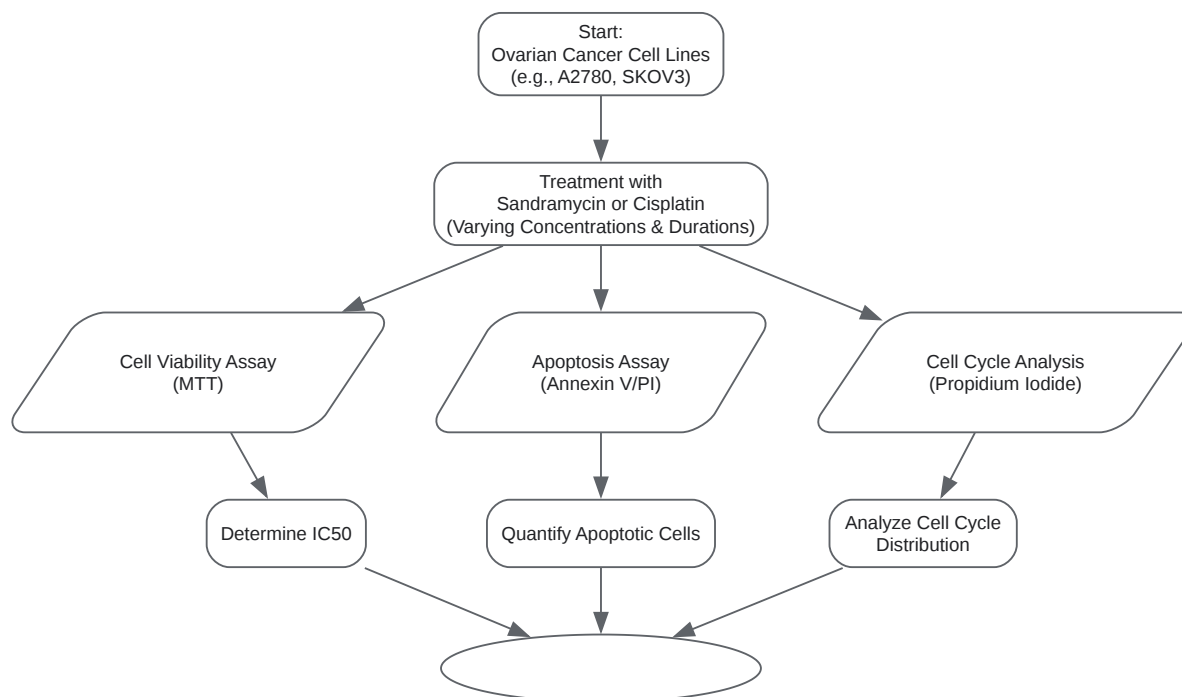 Start:
Ovarian Cancer Cell Lines
(e.g., A2780, SKOV3)
Treatment with
Sandramycin or Cisplatin
(Varying Concentrations & Durations)
Cell Viability Assay
(MTT)
Apoptosis Assay
(Annexin V/PI)
Cell Cycle Analysis
(Propidium Iodide)
Determine IC50
Quantify Apoptotic Cells
Analyze Cell Cycle
Distribution